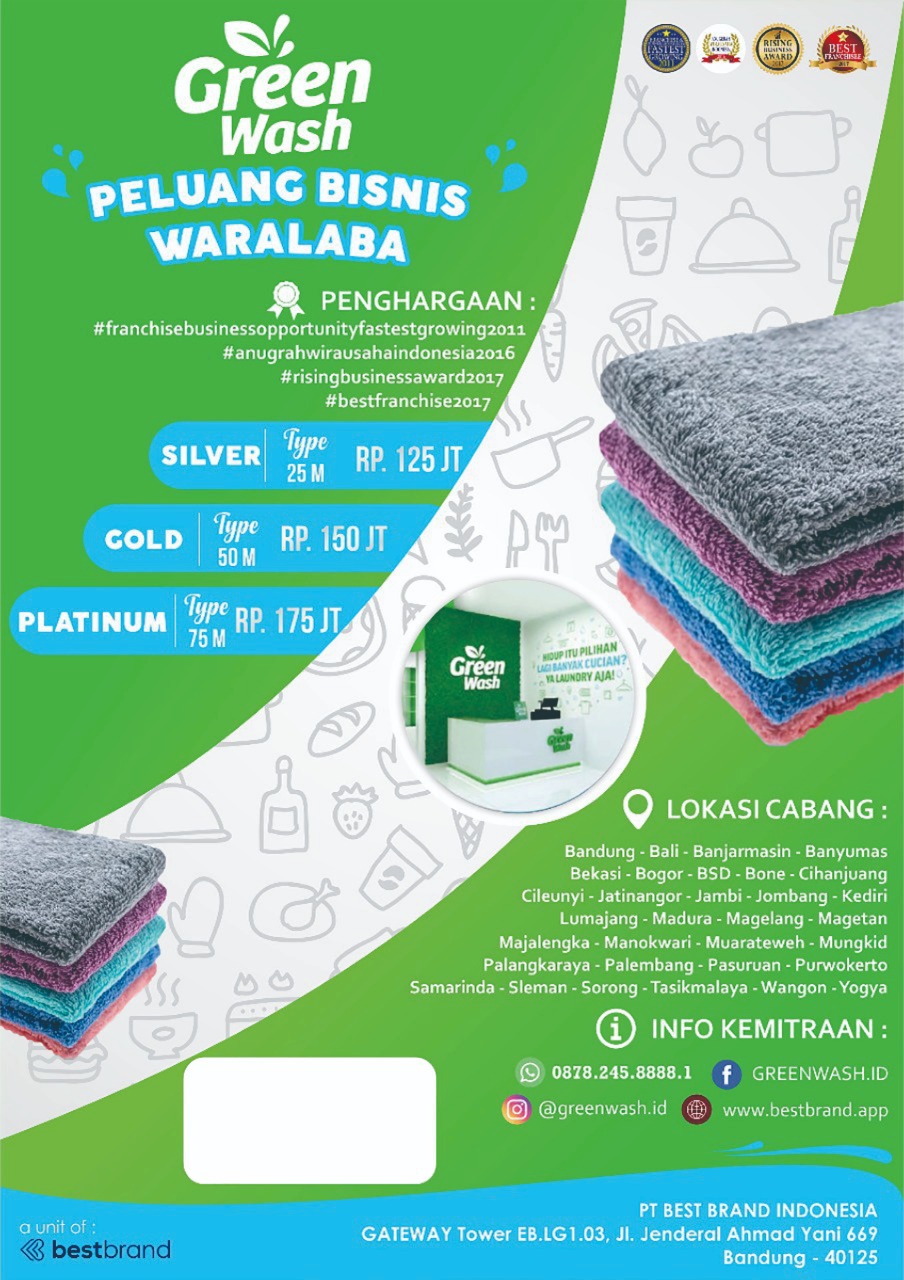 Green
Wash
PELUANG BISNIS
WARALABA
RISING
BUSINESS
AWARD
2017
BEST
FRANCHISE
2017
PENGHARGAAN :
#franchisebusinessopportunityfastestgrowing2011
#anugrahwirausahaindonesia2016
#risingbusinessaward2017
#bestfranchise2017
SILVER Type 25 M RP. 125 JT
GOLD Type 50 M RP. 150 JT
PLATINUM Type 75 M RP. 175 JT
Green
Wash
HIDUP ITU PILIHAN
LAGI BANYAK CUCIAN?
YA LAUNDRY AJA!
Green
Wash
LOKASI CABANG :
Bandung - Bali - Banjarmasin - Banyumas
Bekasi - Bogor - BSD - Bone - Cihanjuang
Cileunyi - Jatinangor - Jambi - Jombang - Kediri
Lumajang - Madura - Magelang - Magetan
Majalengka - Manokwari - Muarateweh - Mungkid
Palangkaraya - Palembang - Pasuruan - Purwokerto
Samarinda - Sleman - Sorong - Tasikmalaya - Wangon - Yogya
INFO KEMITRAAN :
0878.245.8888.1 GREENWASH.ID
@greenwash.id www.bestbrand.app
a unit of :
bestbrand
PT BEST BRAND INDONESIA
GATEWAY Tower EB.LG1.03, Jl. Jenderal Ahmad Yani 669
Bandung - 40125